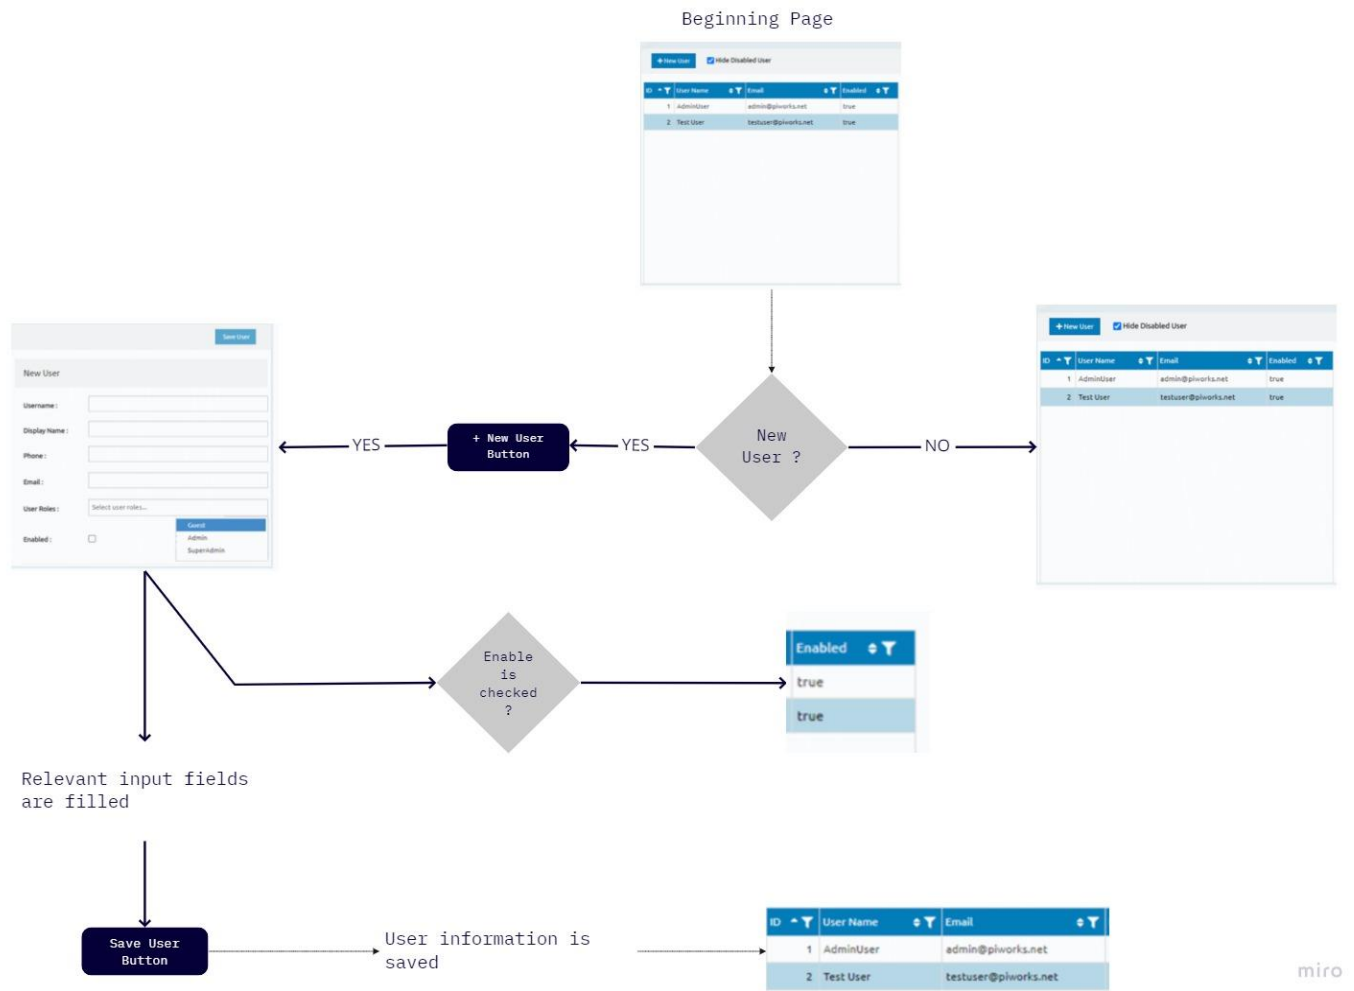 Beginning Page
+ New User Hide Disabled User
ID User Name Email Enabled
1 AdminUser admin@piworks.net true
2 Test User testuser@piworks.net true
+ New User Hide Disabled User
ID User Name Email Enabled
1 AdminUser admin@piworks.net true
2 Test User testuser@piworks.net true
Save User
New User
Username :
Display Name :
Phone :
Email :
User Roles : Select user roles...
Guest
Enabled : Admin
SuperAdmin
YES
+ New User
Button
YES
New
User ?
NO
Enable
is
checked
?
Enabled
true
true
Relevant input fields
are filled
Save User
Button
User information is
saved
ID User Name Email
1 AdminUser admin@piworks.net
2 Test User testuser@piworks.net
miro